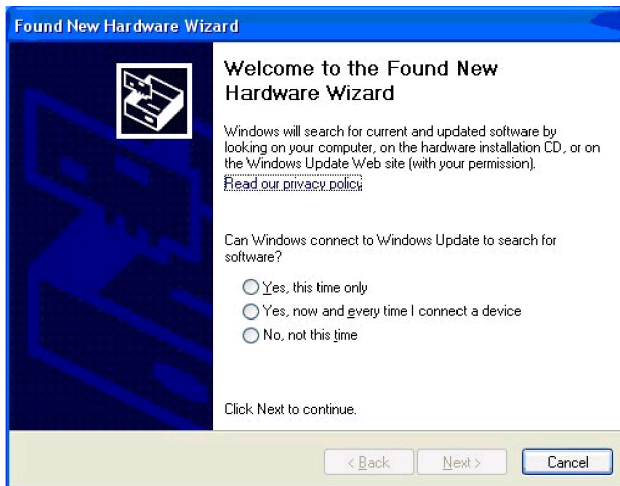 Found New Hardware Wizard
Welcome to the Found New
Hardware Wizard
Windows will search for current and updated software by
looking on your computer, on the hardware installation CD, or on
the Windows Update Web site (with your permission).
Read our privacy policy
Can Windows connect to Windows Update to search for
software?
Yes, this time only
Yes, now and every time I connect a device
No, not this time
Click Next to continue.
< Back
Next >
Cancel